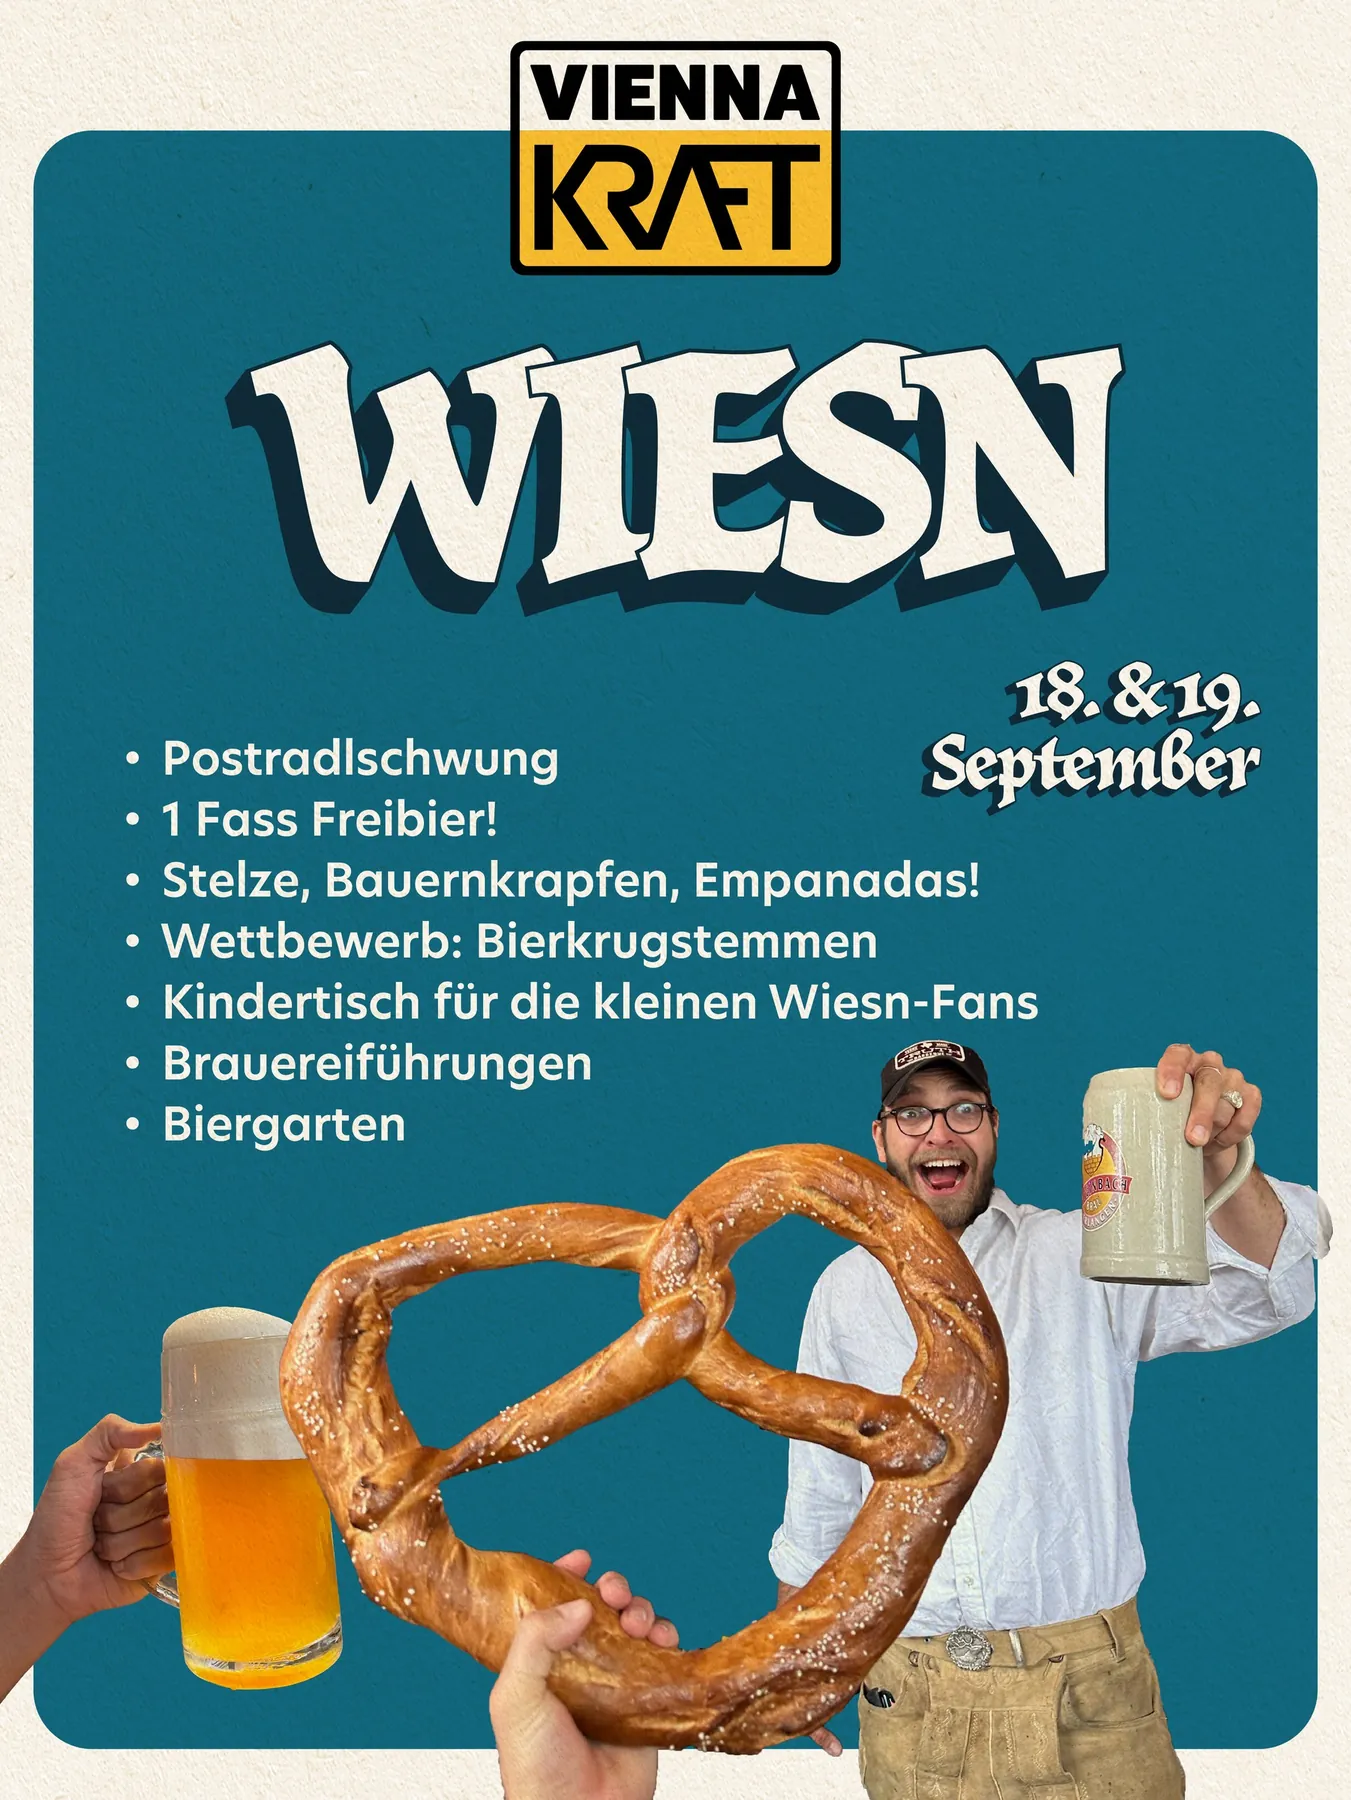 VIENNA
KRAFT
WIESN
18. & 19.
September
• Postradlschwung
• 1 Fass Freibier!
• Stelze, Bauernkrapfen, Empanadas!
• Wettbewerb: Bierkrugstemmen
• Kindertisch für die kleinen Wiesn-Fans
• Brauereiführungen
• Biergarten
TRUTH